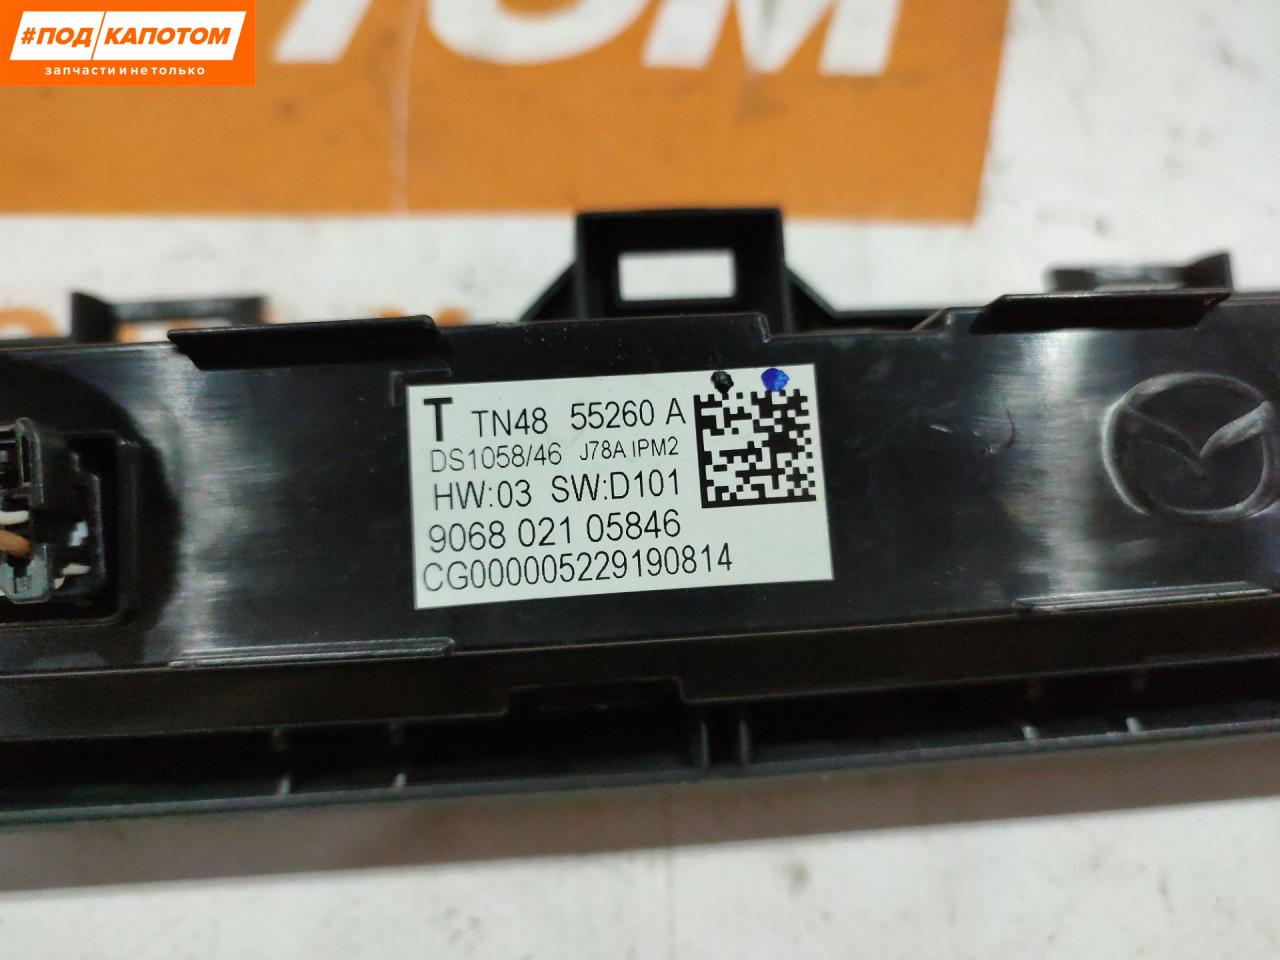 #ПОД КАПОТОМ
запчасти и не только
ТОМ
T TN48 55260 A
DS1058/46 J78A IPM2
HW:03 SW:D101
9068 021 05846
CG000005229190814